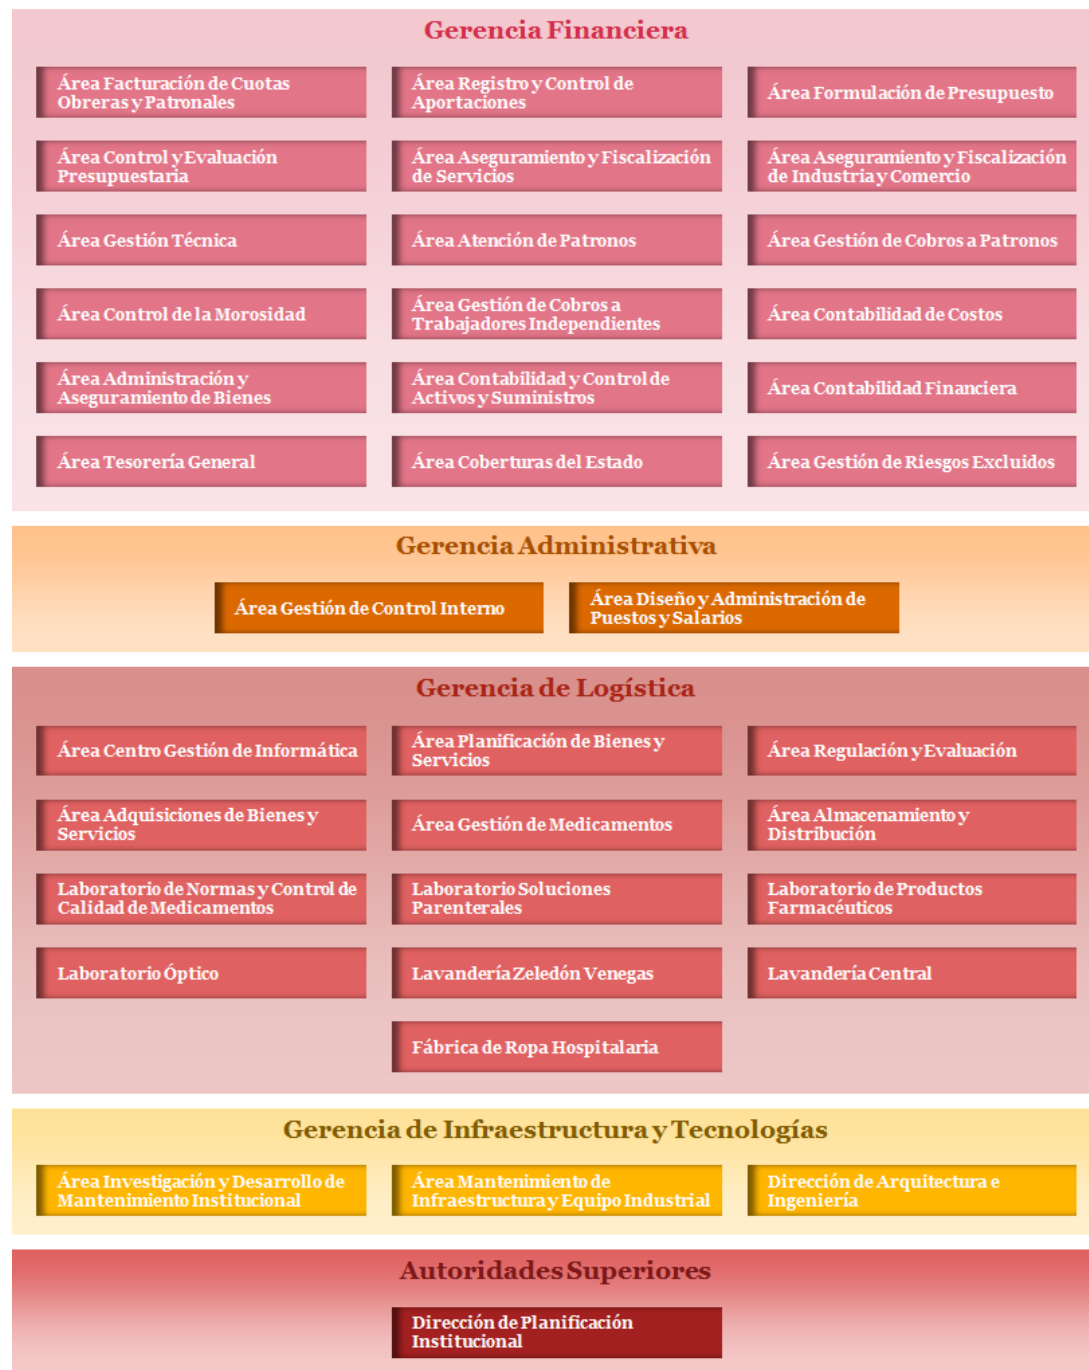 Gerencia Financiera
Área Facturación de Cuotas
Obreras y Patronales
Área Registro y Control de
Aportaciones
Área Formulación de Presupuesto
Área Control y Evaluación
Presupuestaria
Área Aseguramiento y Fiscalización
de Servicios
Área Aseguramiento y Fiscalización
de Industria y Comercio
Área Gestión Técnica
Área Atención de Patronos
Área Gestión de Cobros a Patronos
Área Control de la Morosidad
Área Gestión de Cobros a
Trabajadores Independientes
Área Contabilidad de Costos
Área Administración y
Aseguramiento de Bienes
Área Contabilidad y Control de
Activos y Suministros
Área Contabilidad Financiera
Área Tesorería General
Área Coberturas del Estado
Área Gestión de Riesgos Excluidos
Gerencia Administrativa
Área Gestión de Control Interno
Área Diseño y Administración de
Puestos y Salarios
Gerencia de Logística
Área Centro Gestión de Informática
Área Planificación de Bienes y
Servicios
Área Regulación y Evaluación
Área Adquisiciones de Bienes y
Servicios
Área Gestión de Medicamentos
Área Almacenamiento y
Distribución
Laboratorio de Normas y Control de
Calidad de Medicamentos
Laboratorio Soluciones
Parenterales
Laboratorio de Productos
Farmacéuticos
Laboratorio Óptico
Lavandería Zeledón Venegas
Lavandería Central
Fábrica de Ropa Hospitalaria
Gerencia de Infraestructura y Tecnologías
Área Investigación y Desarrollo de
Mantenimiento Institucional
Área Mantenimiento de
Infraestructura y Equipo Industrial
Dirección de Arquitectura e
Ingeniería
Autoridades Superiores
Dirección de Planificación
Institucional